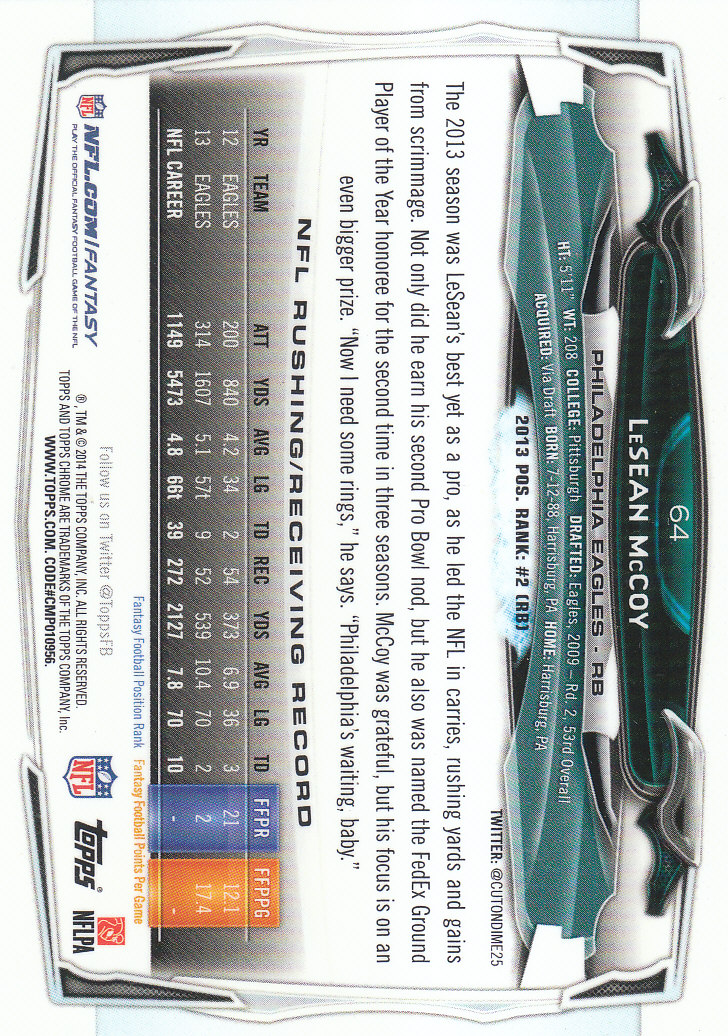 64
LeSEAN McCOY
PHILADELPHIA EAGLES - RB
HT: 5'11" WT: 208 COLLEGE: Pittsburgh DRAFTED: Eagles, 2009 – Rd. 2, 53rd Overall
ACQUIRED: Via Draft BORN: 7-12-88, Harrisburg, PA HOME: Harrisburg, PA
2013 POS. RANK: #2 (RB)
TWITTER: @CUTONDIME25
The 2013 season was LeSean's best yet as a pro, as he led the NFL in carries, rushing yards and gains
from scrimmage. Not only did he earn his second Pro Bowl nod, but he also was named the FedEx Ground
Player of the Year honoree for the second time in three seasons. McCoy was grateful, but his focus is on an
even bigger prize. "Now I need some rings," he says. "Philadelphia's waiting, baby."
NFL RUSHING/RECEIVING RECORD
YR TEAM ATT YDS AVG LG TD REC YDS AVG LG TD FFPR FFPPG
12 EAGLES 200 840 4.2 34 2 54 373 6.9 36 3 21 12.1
13 EAGLES 314 1607 5.1 57t 9 52 539 10.4 70 2 2 17.4
NFL CAREER 1149 5473 4.8 66t 39 272 2127 7.8 70 10 - -
Fantasy Football Position Rank Fantasy Football Points Per Game
NFL
NFL.COM/FANTASY
PLAY THE OFFICIAL FANTASY FOOTBALL GAME OF THE NFL
Follow us on Twitter @ToppsFB
®, TM & © 2014 THE TOPPS COMPANY, INC. ALL RIGHTS RESERVED.
TOPPS AND TOPPS CHROME ARE TRADEMARKS OF THE TOPPS COMPANY, Inc.
WWW.TOPPS.COM. CODE#CMP010956.
NFL
topps
NFLPA